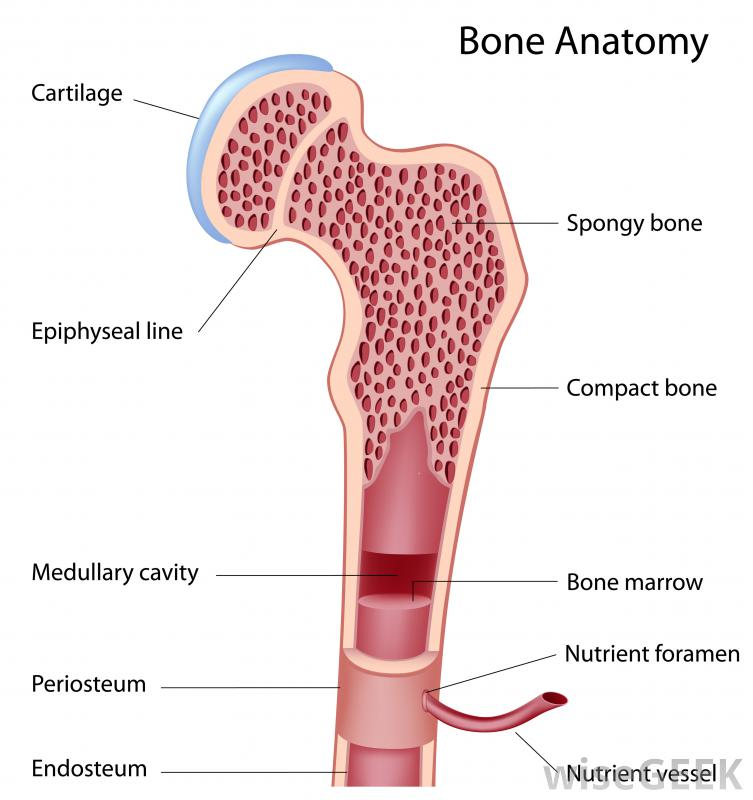 Bone Anatomy
Cartilage
Spongy bone
Epiphyseal line
Compact bone
Medullary cavity
Bone marrow
Nutrient foramen
Periosteum
Endosteum
Nutrient vessel
wiseGEEK